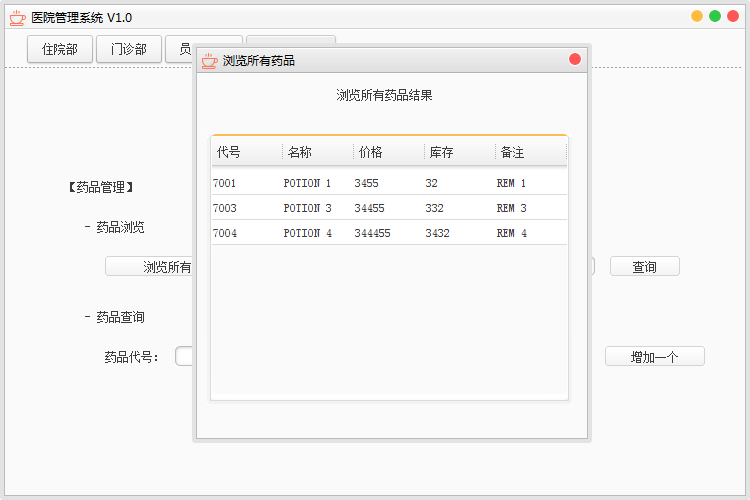 医院管理系统 V1.0
住院部 门诊部 员
浏览所有药品
浏览所有药品结果
代号 名称 价格 库存 备注
7001 POTION 1 3455 32 REM 1
7003 POTION 3 34455 332 REM 3
7004 POTION 4 344455 3432 REM 4
【药品管理】
- 药品浏览
浏览所有 查询
- 药品查询
药品代号： 增加一个